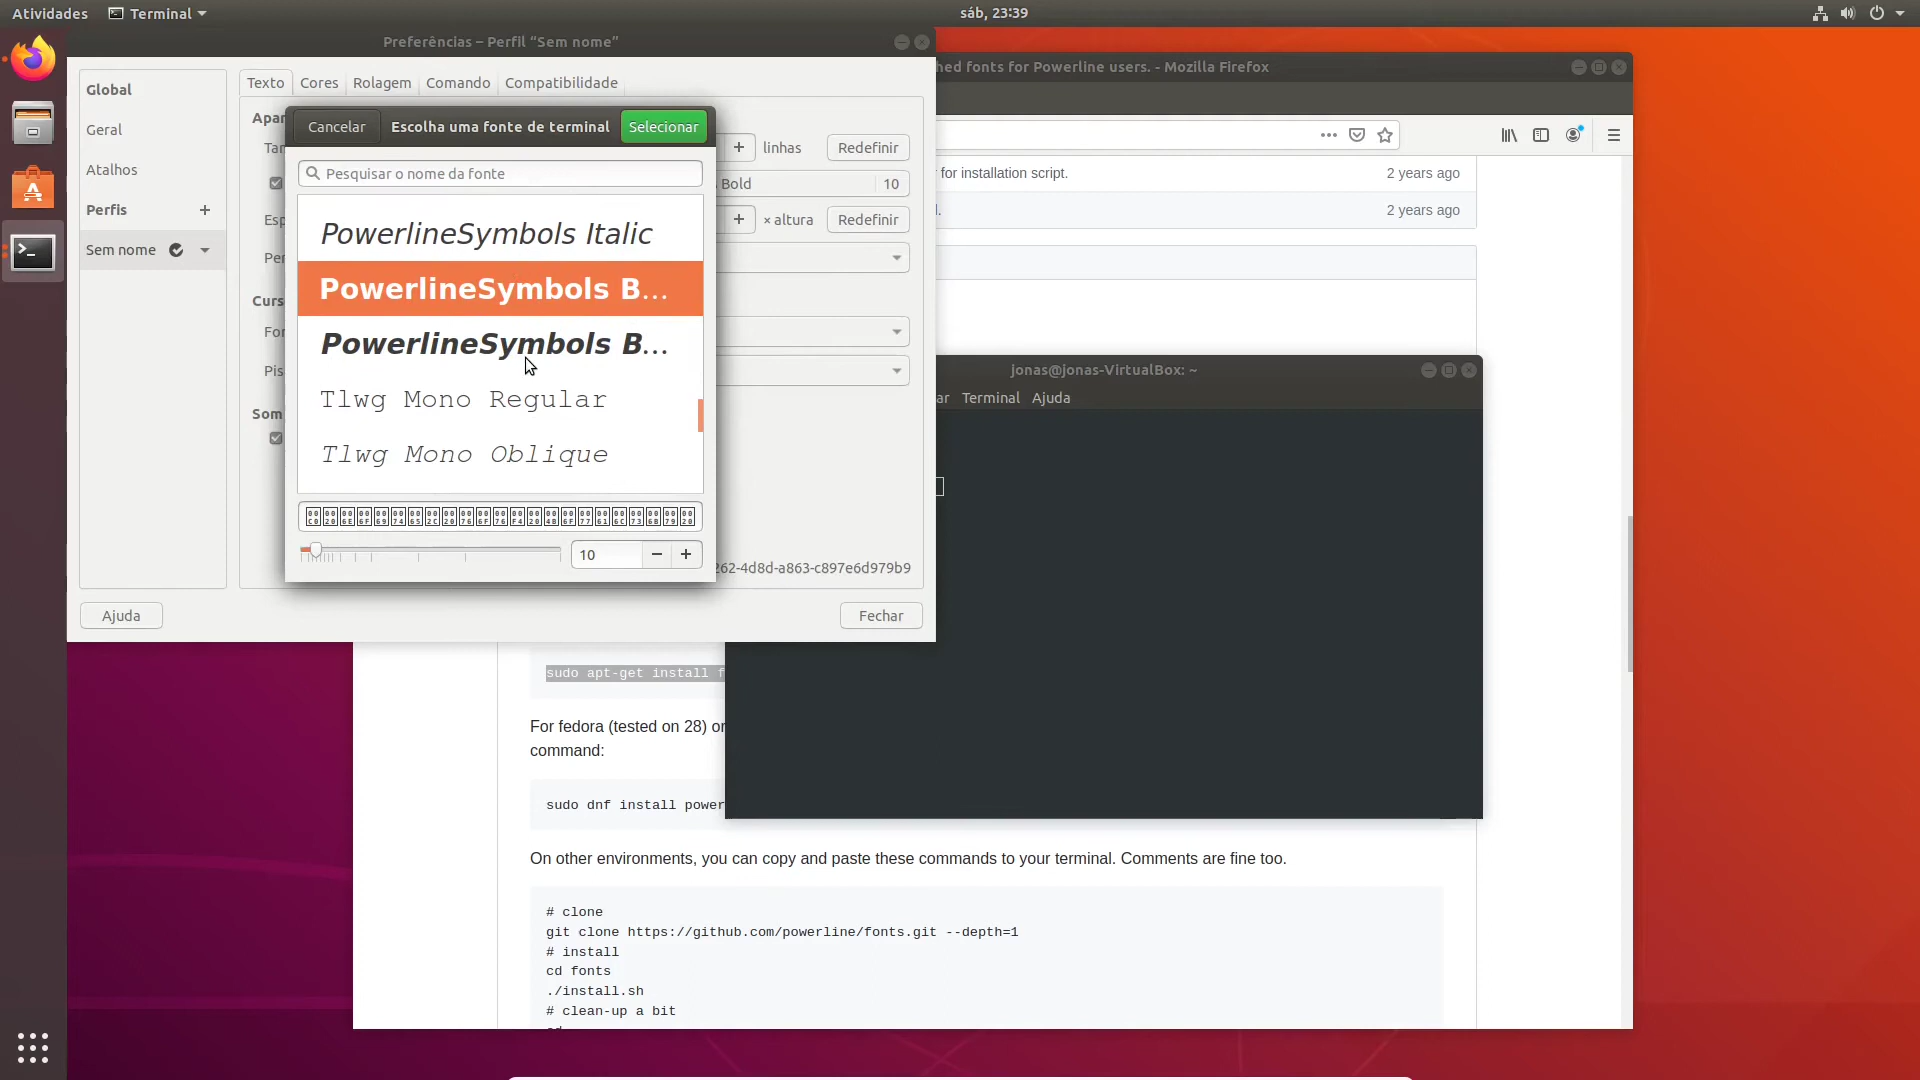 Atividades
Terminal
sáb, 23:39
Preferências – Perfil “Sem nome”
Global
Geral
Atalhos
Perfis
Sem nome
Texto
Cores
Rolagem
Comando
Compatibilidade
Apar
linhas
Redefinir
Bold
10
Esp
× altura
Redefinir
Per
Curs
Pis
Som
Cancelar
Escolha uma fonte de terminal
Selecionar
Pesquisar o nome da fonte
PowerlineSymbols Italic
PowerlineSymbols B...
PowerlineSymbols B...
Tlwg Mono Regular
Tlwg Mono Oblique
10
262-4d8d-a863-c897e6d979b9
Ajuda
Fechar
hed fonts for Powerline users. - Mozilla Firefox
for installation script.
2 years ago
2 years ago
jonas@jonas-VirtualBox: ~
ar
Terminal
Ajuda
sudo apt-get install f
For fedora (tested on 28) or
command:
sudo dnf install power
On other environments, you can copy and paste these commands to your terminal. Comments are fine too.
# clone
git clone https://github.com/powerline/fonts.git --depth=1
# install
cd fonts
./install.sh
# clean-up a bit